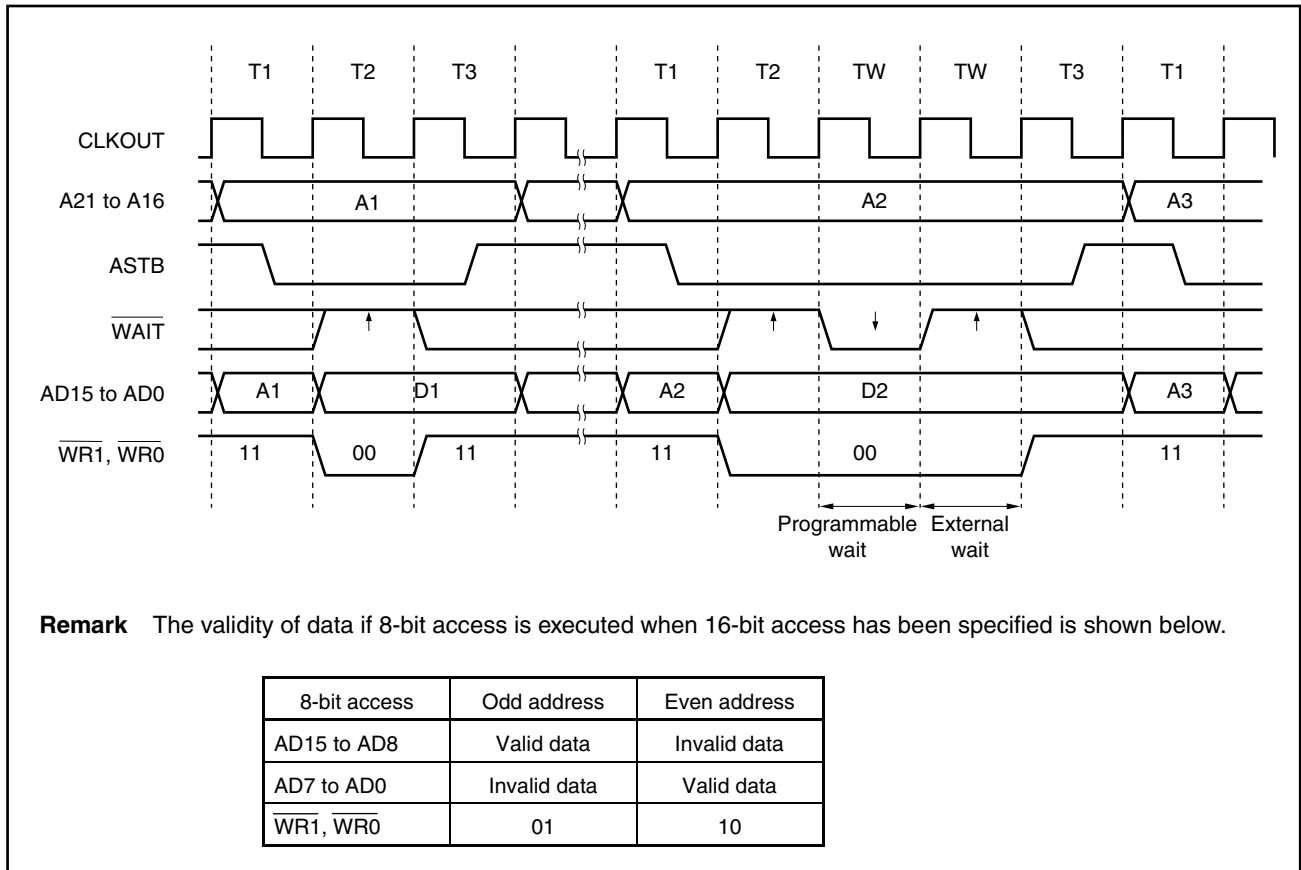 T1 T2 T3 T1 T2 TW TW T3 T1
CLKOUT
A21 to A16 A1 A2 A3
ASTB
WAIT
AD15 to AD0 A1 D1 A2 D2 A3
WR1, WR0 11 00 11 11 00 11
Programmable External
wait wait
Remark The validity of data if 8-bit access is executed when 16-bit access has been specified is shown below.
8-bit access Odd address Even address
AD15 to AD8 Valid data Invalid data
AD7 to AD0 Invalid data Valid data
WR1, WR0 01 10